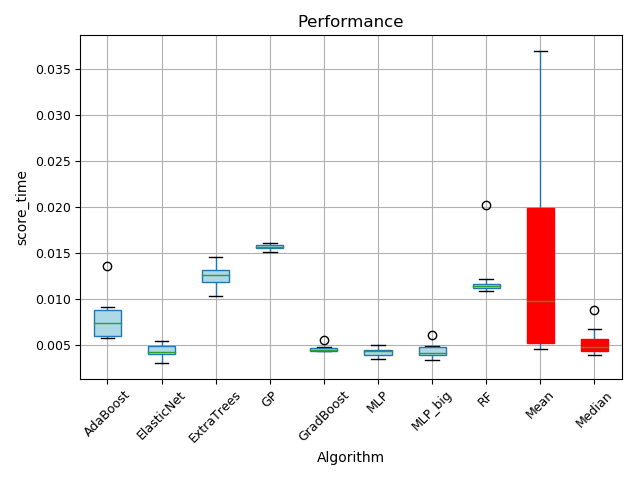 Performance
score_time
0.035
0.030
0.025
0.020
0.015
0.010
0.005
AdaBoost
ElasticNet
ExtraTrees
GP
GradBoost
MLP
MLP_big
RF
Mean
Median
Algorithm